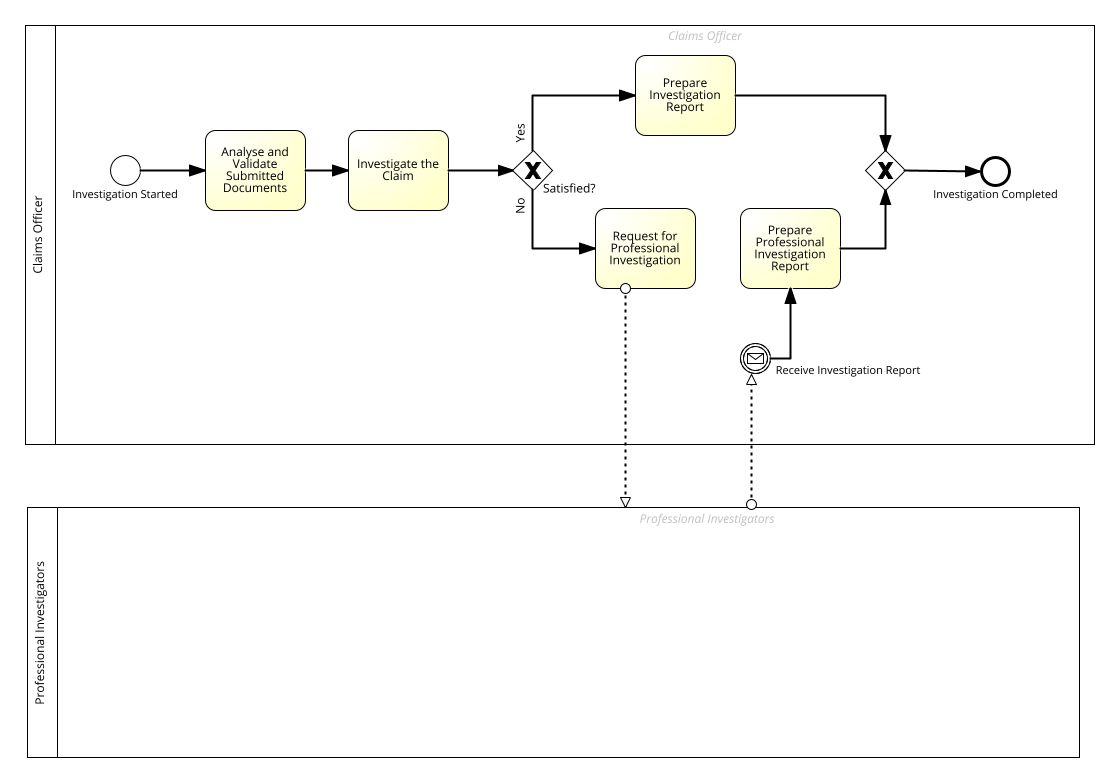 Claims Officer
Claims Officer
Prepare
Investigation
Report
Yes
Analyse and
Validate
Submitted
Documents
Investigate the
Claim
Satisfied?
Investigation Started
Investigation Completed
No
Request for
Professional
Investigation
Prepare
Professional
Investigation
Report
Receive Investigation Report
Professional Investigators
Professional Investigators